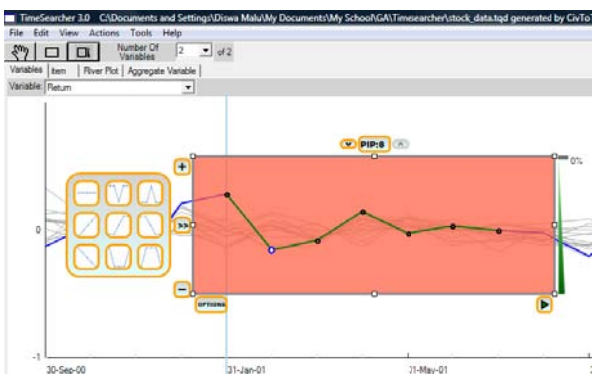 TimeSearcher 3.0 C:\Documents and Settings\Diswa Malu\My Documents\My School\GA\Timesearcher\stock_data.tqd generated by CivTo
File Edit View Actions Tools Help
Number Of Variables 2 of 2
Variables Item River Plot Aggregate Variable
Variable: Return
PIP:8
+
0%
0
>>
−
OPTIONS
-1
30-Sep-00 31-Jan-01 31-May-01